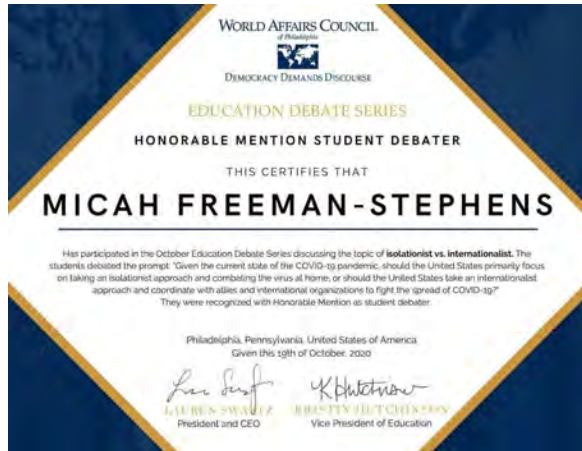 WORLD AFFAIRS COUNCIL
of Philadelphia
DEMOCRACY DEMANDS DISCOURSE
EDUCATION DEBATE SERIES
HONORABLE MENTION STUDENT DEBATER
THIS CERTIFIES THAT
MICAH FREEMAN-STEPHENS
Has participated in the October Education Debate Series discussing the topic of isolationist vs. internationalist. The
students debated the prompt: "Given the current state of the COVID-19 pandemic, should the United States primarily focus
on taking an isolationist approach and combating the virus at home, or should the United States take an internationalist
approach and coordinate with allies and international organizations to fight the spread of COVID-19?"
They were recognized with Honorable Mention as student debater.
Philadelphia, Pennsylvania, United States of America
Given this 19th of October, 2020
LAUREN SWARTZ KRISTIN HUTCHINSON
President and CEO Vice President of Education